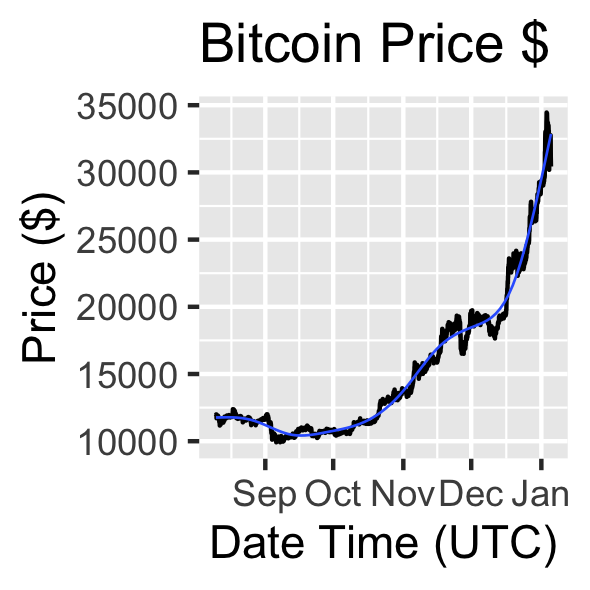 Bitcoin Price $
35000
30000
25000
20000
15000
10000
Price ($)
Sep Oct Nov Dec Jan
Date Time (UTC)